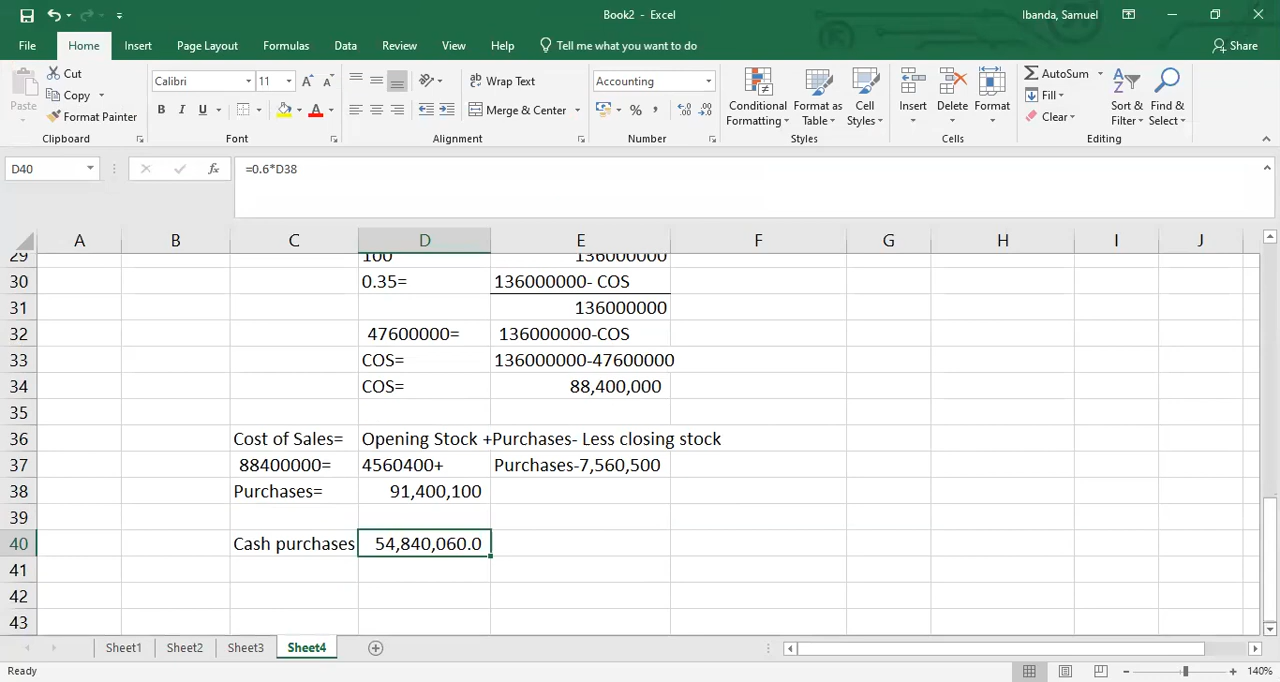 Book2 - Excel
Ibanda, Samuel
File Home Insert Page Layout Formulas Data Review View Help Tell me what you want to do Share
Paste
Cut
Copy
Format Painter
Clipboard
Calibri 11
B I U
Font
Wrap Text
Merge & Center
Alignment
Accounting
%
Number
Conditional Formatting
Format as Table
Cell Styles
Styles
Insert Delete Format
Cells
AutoSum
Fill
Clear
Sort & Filter
Find & Select
Editing
D40 fx =0.6*D38
A B C D E F G H I J
29 100 136000000
30 0.35= 136000000- COS
31 136000000
32 47600000= 136000000-COS
33 COS= 136000000-47600000
34 COS= 88,400,000
35
36 Cost of Sales= Opening Stock +Purchases- Less closing stock
37 88400000= 4560400+ Purchases-7,560,500
38 Purchases= 91,400,100
39
40 Cash purchases 54,840,060.0
41
42
43
Sheet1 Sheet2 Sheet3 Sheet4
Ready 140%